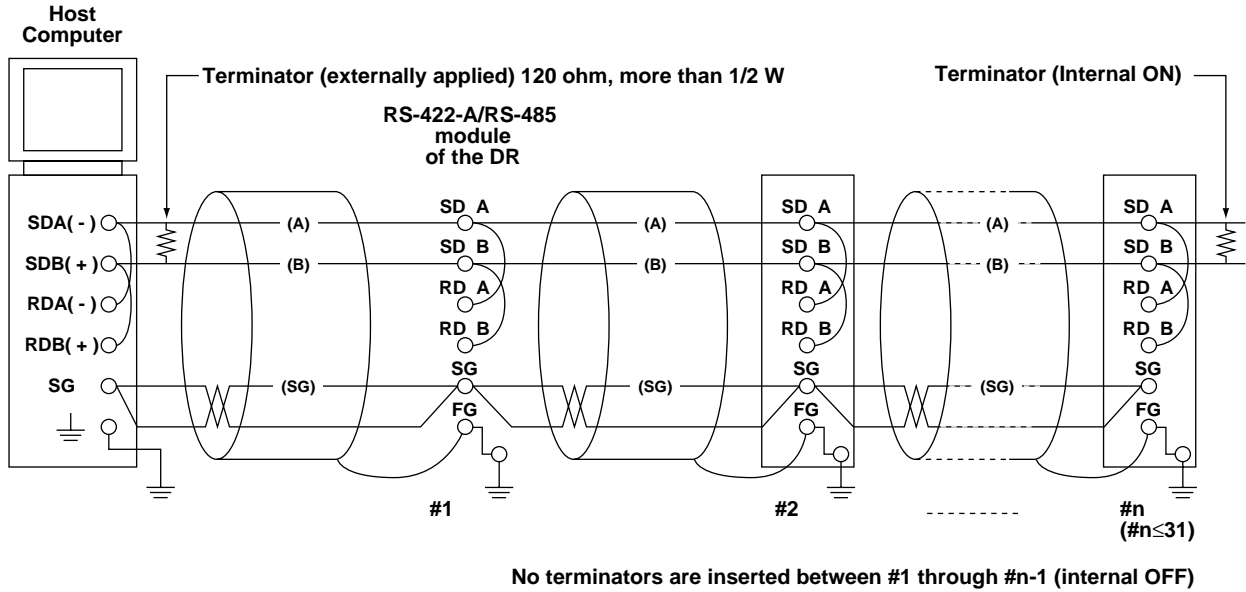 Host
Computer
Terminator (externally applied) 120 ohm, more than 1/2 W
Terminator (Internal ON)
RS-422-A/RS-485
module
of the DR
SDA( - )
(A)
SD A
(A)
SD A
(A)
SD A
SDB( + )
(B)
SD B
(B)
SD B
(B)
SD B
RDA( - )
RD A
RD A
RD A
RDB( + )
RD B
RD B
RD B
SG
(SG)
SG
(SG)
SG
(SG)
SG
FG
FG
FG
#1
#2
#n
(#n≤31)
No terminators are inserted between #1 through #n-1 (internal OFF)